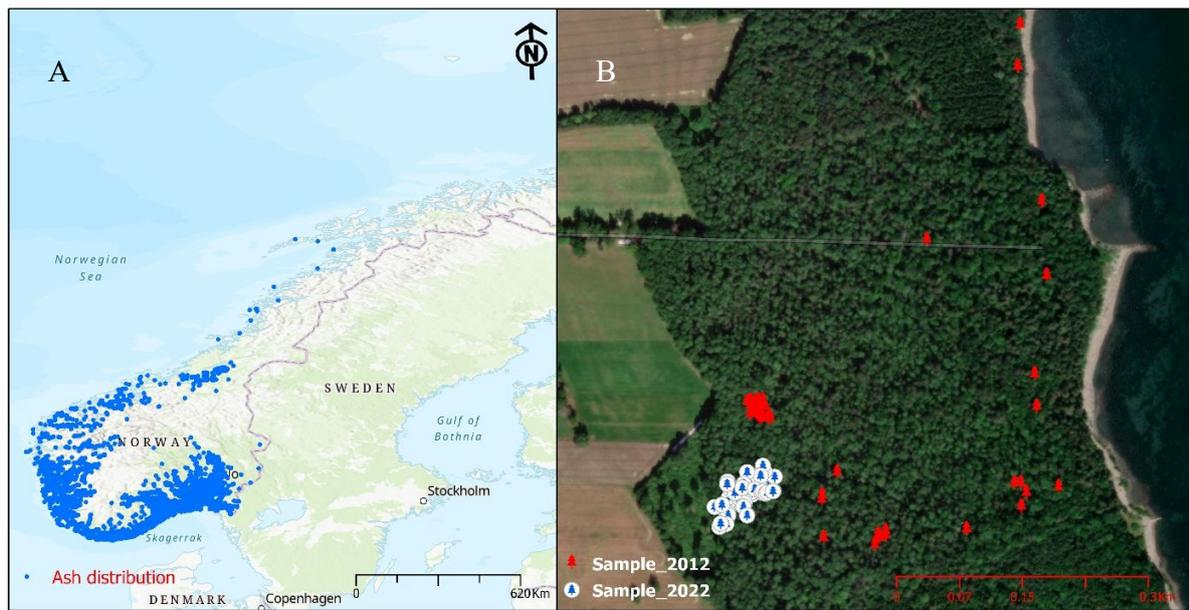 A
N
Norwegian
Sea
SWEDEN
NORWAY
Gulf of
Bothnia
lo
Stockholm
Skagerrak
Ash distribution
DENMARK
Copenhagen
0
620Km
B
Sample_2012
Sample_2022
0
0.07
0.15
0.3Km